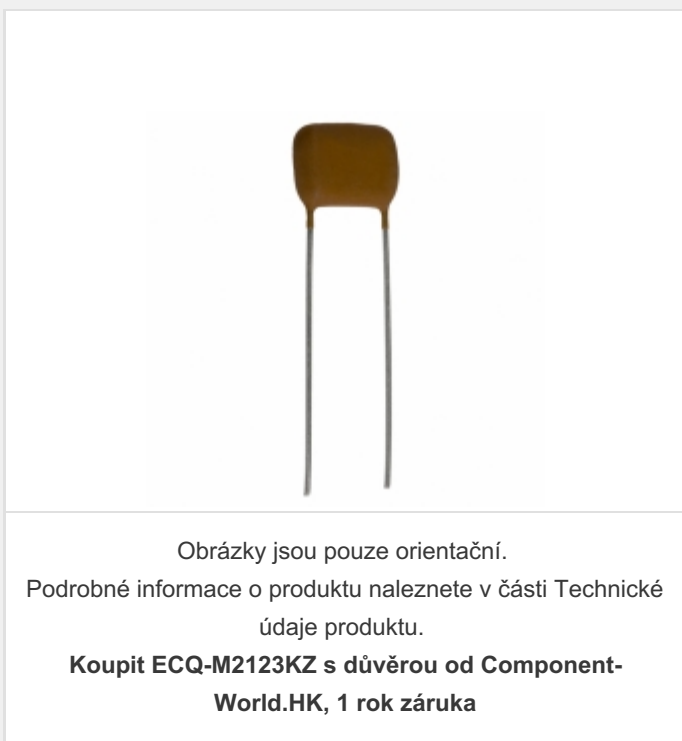 Obrázky jsou pouze orientační.
Podrobné informace o produktu naleznete v části Technické
údaje produktu.
Koupit ECQ-M2123KZ s důvěrou od Component-
World.HK, 1 rok záruka